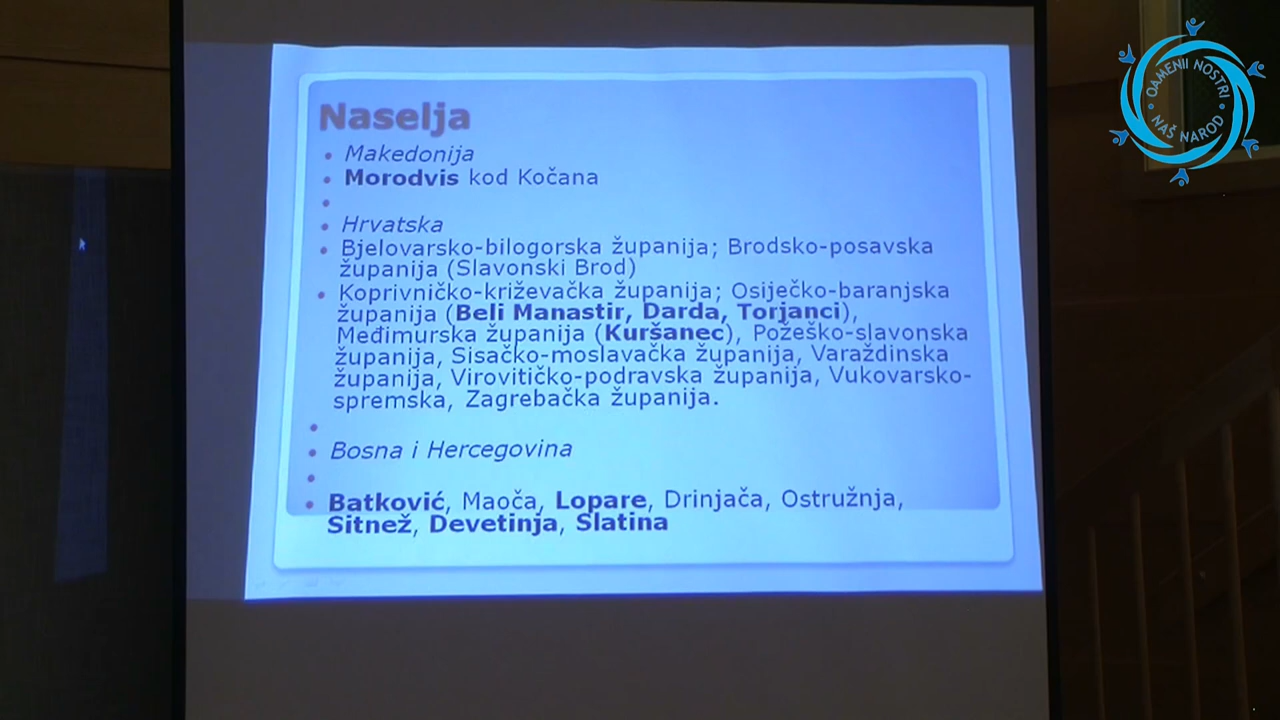 Naselja
Makedonija
Morodvis kod Kočana
Hrvatska
Bjelovarsko-bilogorska županija; Brodsko-posavska
županija (Slavonski Brod)
Koprivničko-križevačka županija; Osiječko-baranjska
županija (Beli Manastir, Darda, Torjanci),
Međimurska županija (Kuršanec), Požeško-slavonska
županija, Sisačko-moslavačka županija, Varaždinska
županija, Virovitičko-podravska županija, Vukovarsko-
spremska, Zagrebačka županija.
Bosna i Hercegovina
Batković, Maoča, Lopare, Drinjača, Ostružnja,
Sitnež, Devetinja, Slatina
OAMENII NOSTRI
NAŠ NAROD